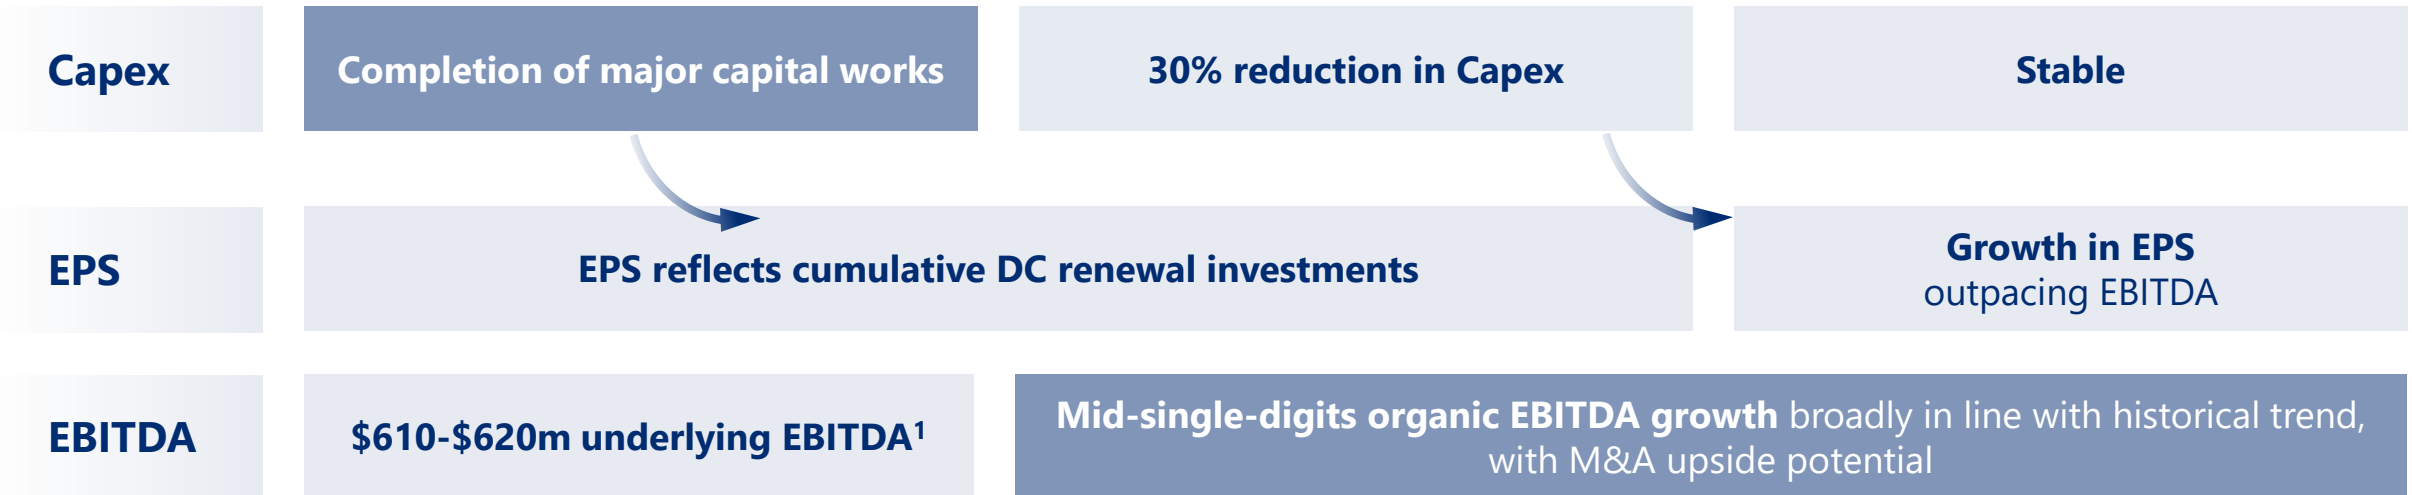 Capex
Completion of major capital works
30% reduction in Capex
Stable
EPS
EPS reflects cumulative DC renewal investments
Growth in EPS
outpacing EBITDA
EBITDA
$610-$620m underlying EBITDA¹
Mid-single-digits organic EBITDA growth broadly in line with historical trend,
with M&A upside potential